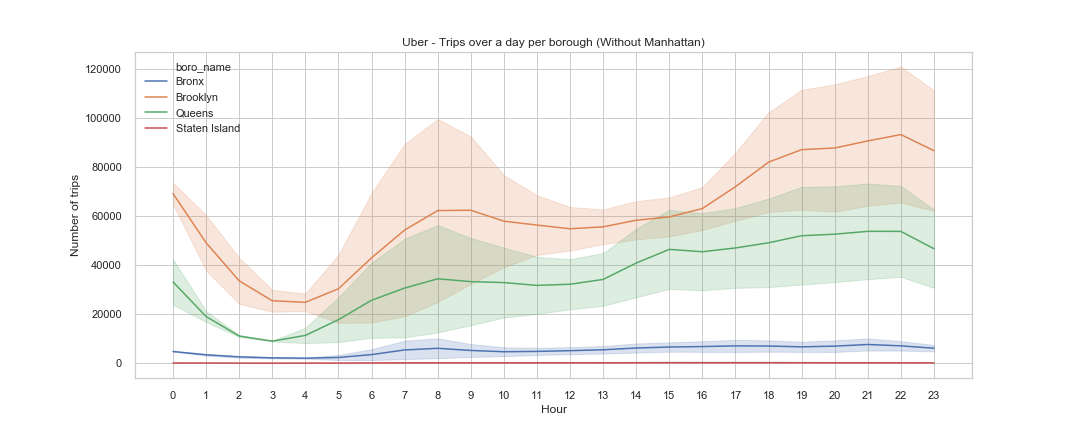 Uber - Trips over a day per borough (Without Manhattan)
boro_name
Bronx
Brooklyn
Queens
Staten Island
Number of trips
120000
100000
80000
60000
40000
20000
0
0 1 2 3 4 5 6 7 8 9 10 11 12 13 14 15 16 17 18 19 20 21 22 23
Hour